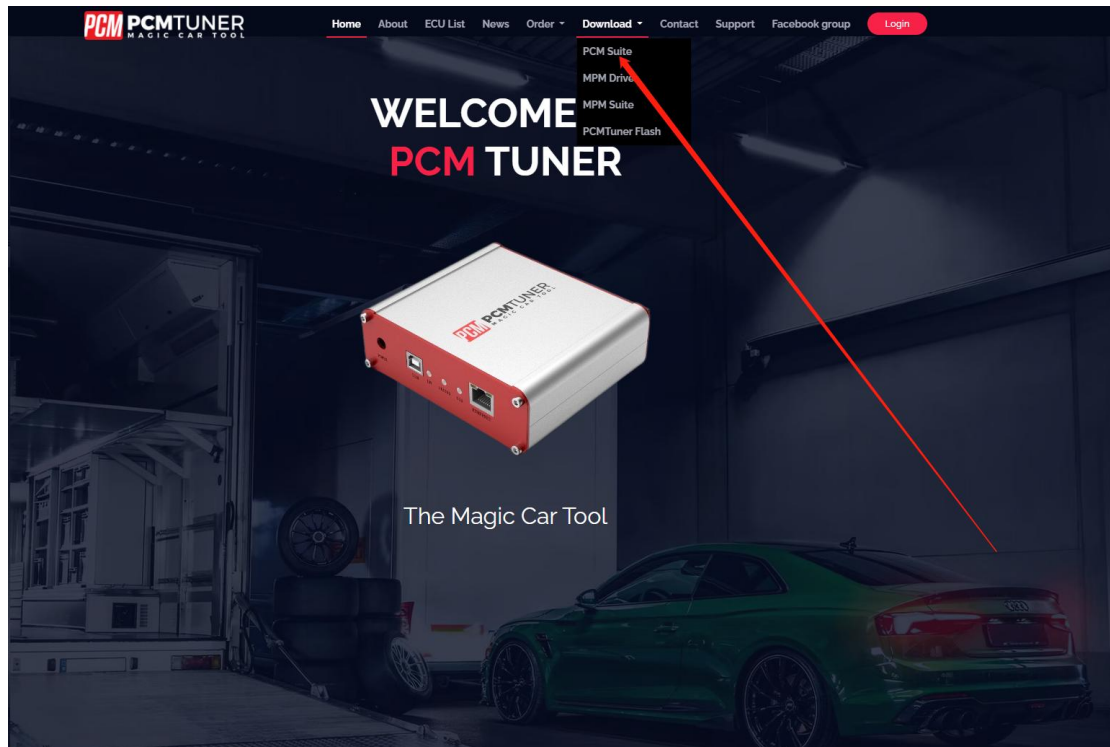 PCM PCMTUNER
MAGIC CAR TOOL
Home About ECU List News Order Download Contact Support Facebook group Login
PCM Suite
MPM Drive
MPM Suite
PCMTuner Flash
WELCOME
PCM TUNER
PCM PCMTUNER
MAGIC CAR TOOL
The Magic Car Tool